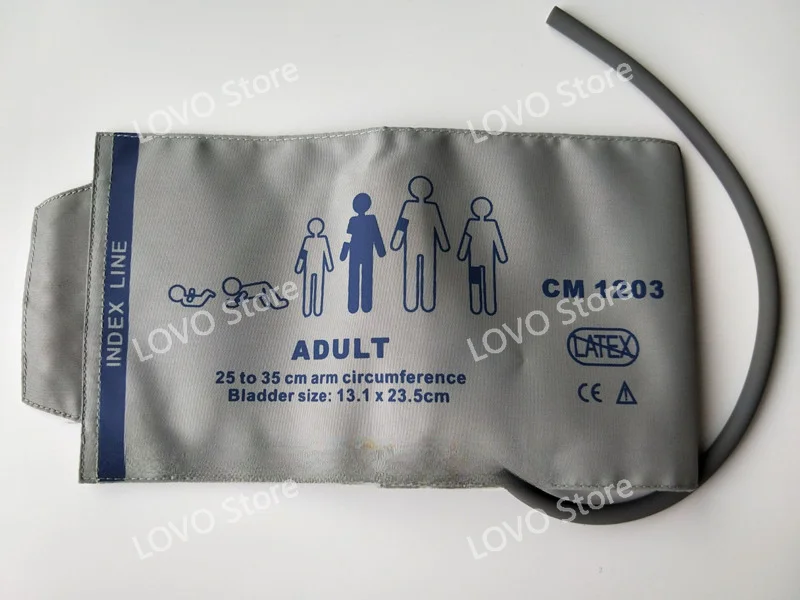 LOVO Store
LOVO Store
INDEX LINE
CM 1203
LOVO Store
LOVO Store
LATEX
ADULT
25 to 35 cm arm circumference
Bladder size: 13.1 x 23.5cm
CE
LOVO Store
LOVO Store